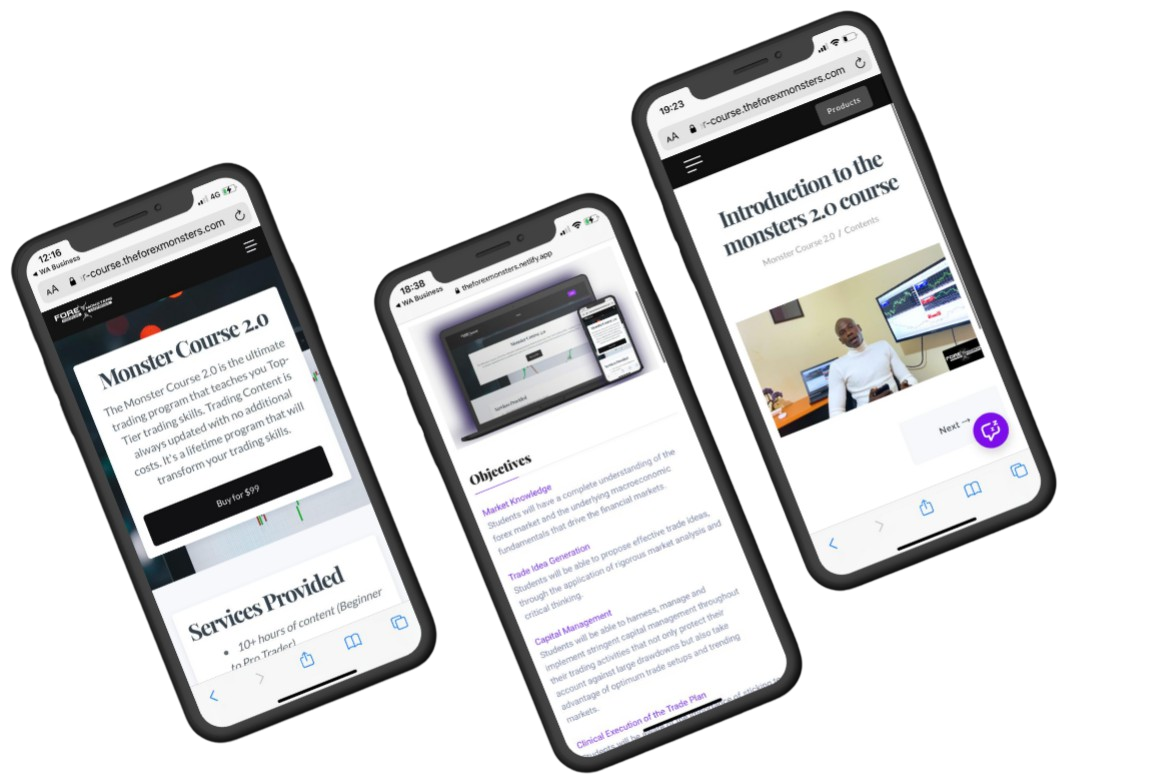 12:16
4G
WA Business
AA
r-course.theforexmonsters.com
FOREX MONSTERS
Monster Course 2.0
The Monster Course 2.0 is the ultimate
trading program that teaches you Top-
Tier trading skills. Trading Content is
always updated with no additional
costs. It's a lifetime program that will
transform your trading skills.
Buy for $99
Services Provided
• 10+ hours of content (Beginner
to Pro Trader)
18:38
WA Business
theforexmonsters.netlify.app
Objectives
Market Knowledge
Students will have a complete understanding of the
forex market and the underlying macroeconomic
fundamentals that drive the financial markets.
Trade Idea Generation
Students will be able to propose effective trade ideas,
through the application of rigorous market analysis and
critical thinking.
Capital Management
Students will be able to harness, manage and
implement stringent capital management throughout
their trading activities that not only protect their
account against large drawdowns but also take
advantage of optimum trade setups and trending
markets.
Clinical Execution of the Trade Plan
Students will be
19:23
AA
r-course.theforexmonsters.com
Products
Introduction to the
monsters 2.0 course
Monster Course 2.0 / Contents
Next →